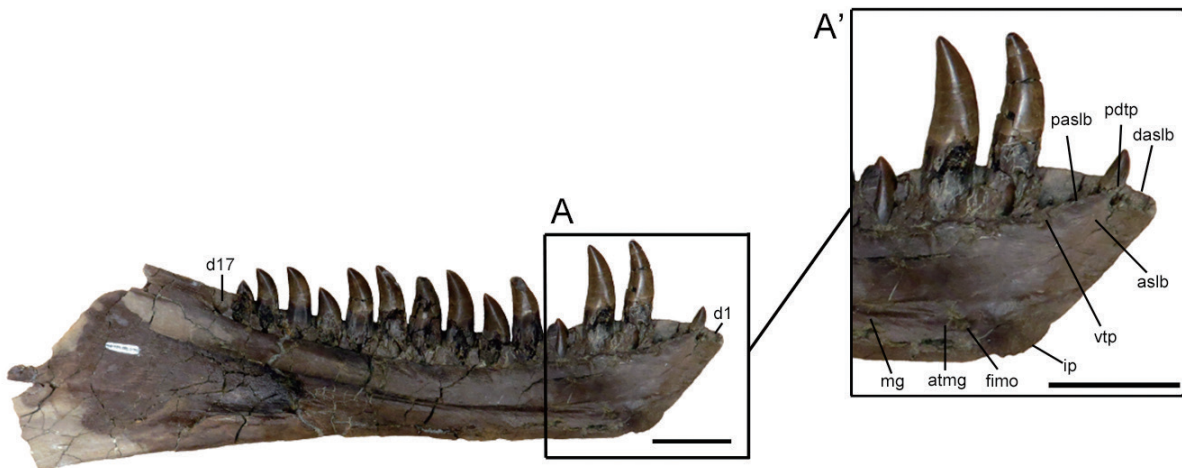 A
d17
d1
A’
paslb
pdtp
daslb
aslb
vtp
ip
fimo
atmg
mg